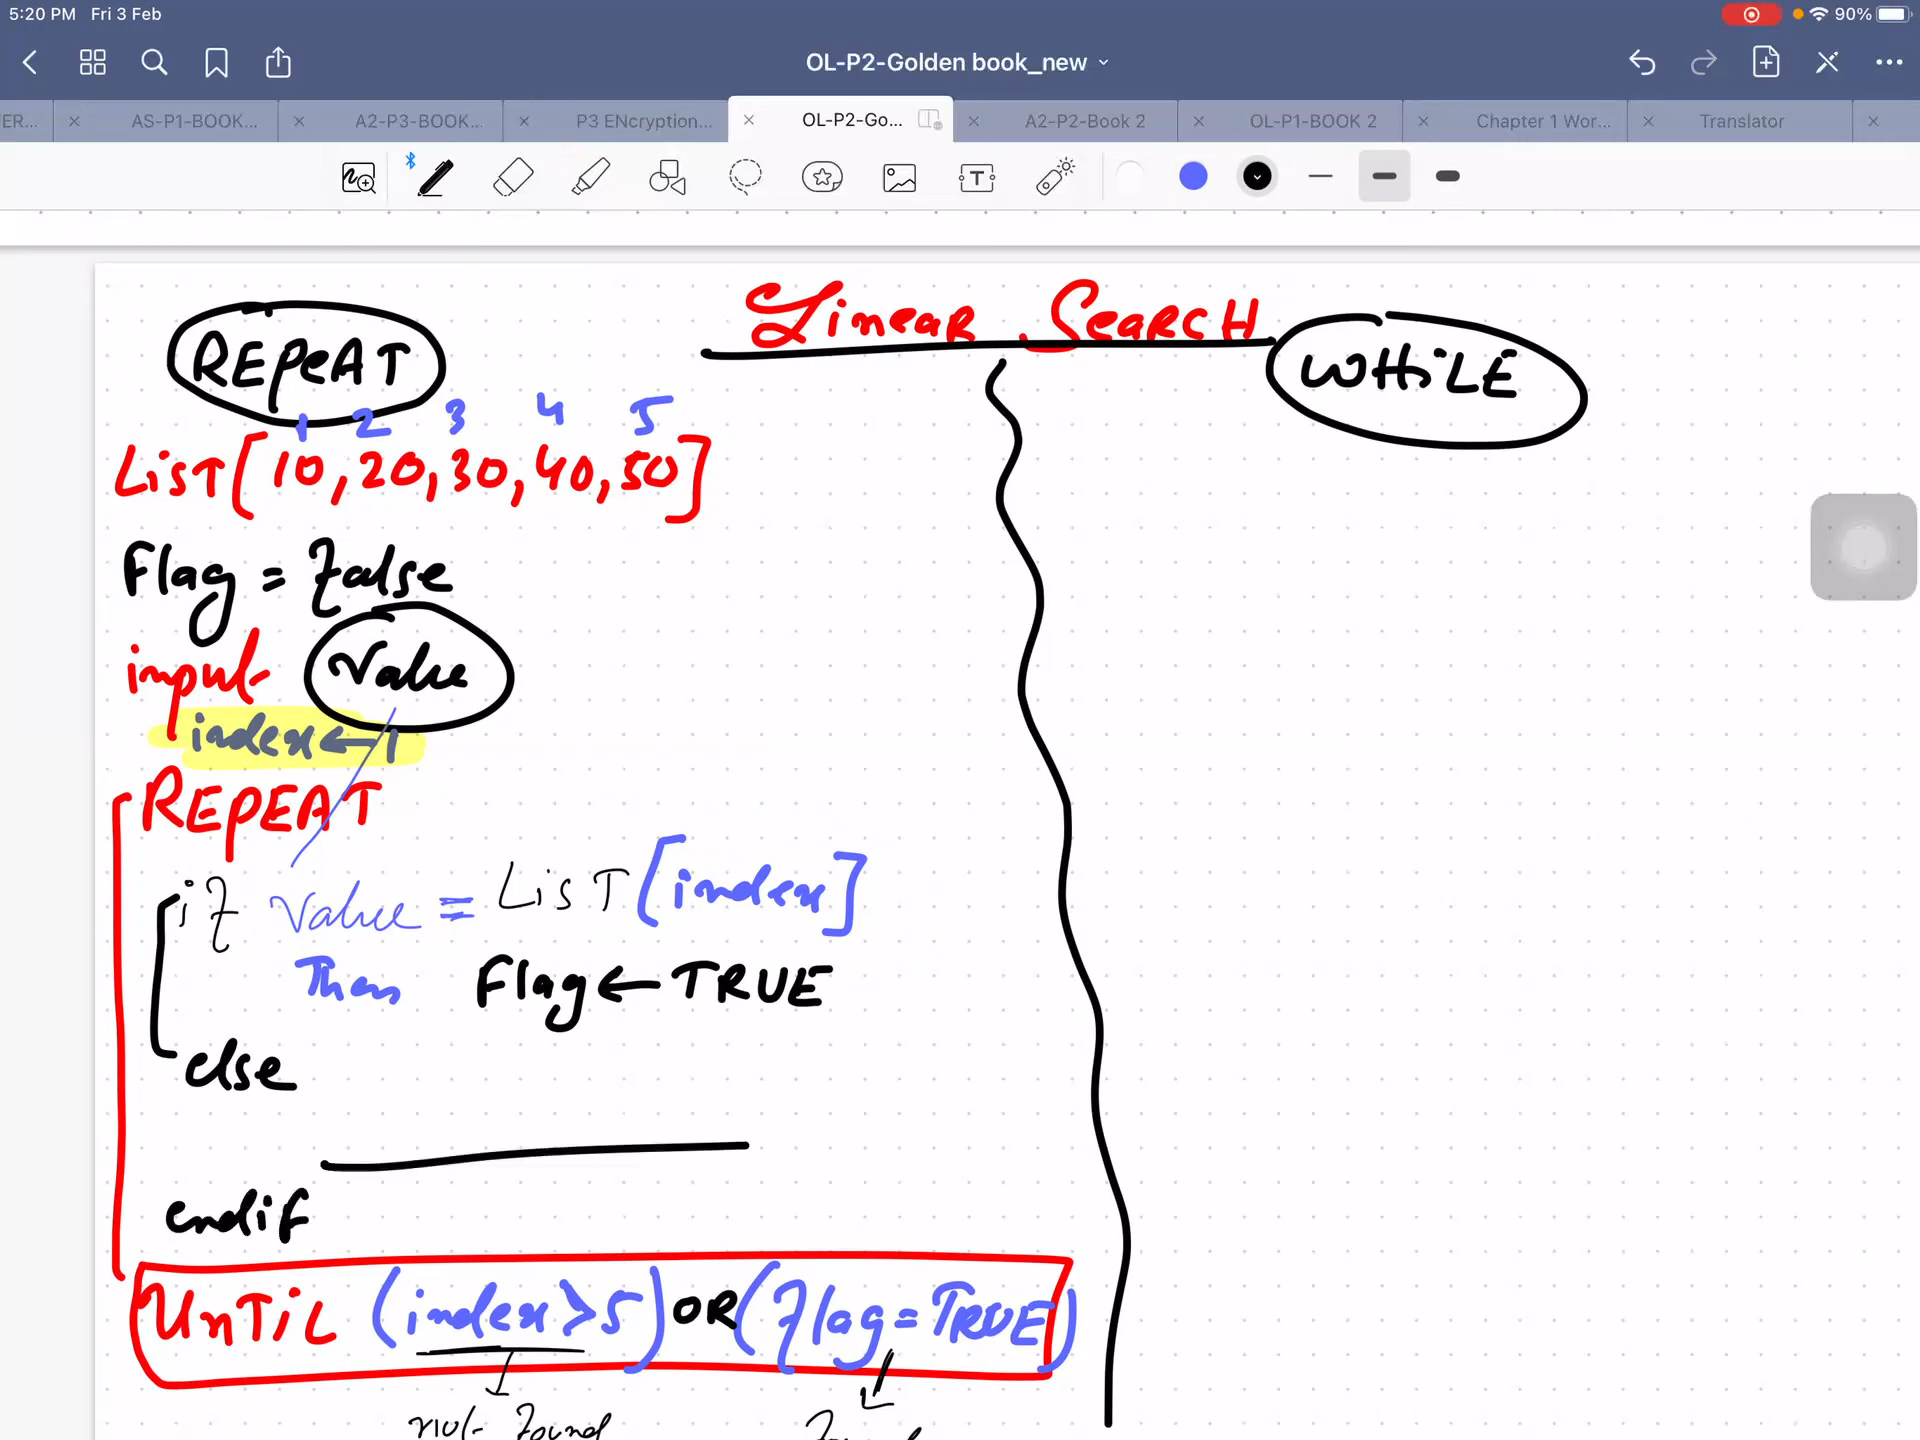 5:20 PM Fri 3 Feb
90%
OL-P2-Golden book_new
ER...
AS-P1-BOOK...
A2-P3-BOOK...
P3 ENcryption...
OL-P2-Go...
A2-P2-Book 2
OL-P1-BOOK 2
Chapter 1 Wor...
Translator
Linear Search
REPeAT
WHiLE
1 2 3 4 5
LisT[10,20,30,40,50]
Flag = False
input Value
index←1
REPEAT
if value = LisT[index]
Then Flag←TRUE
else
endif
UnTiL (index>5) OR (Flag=TRUE)
not found